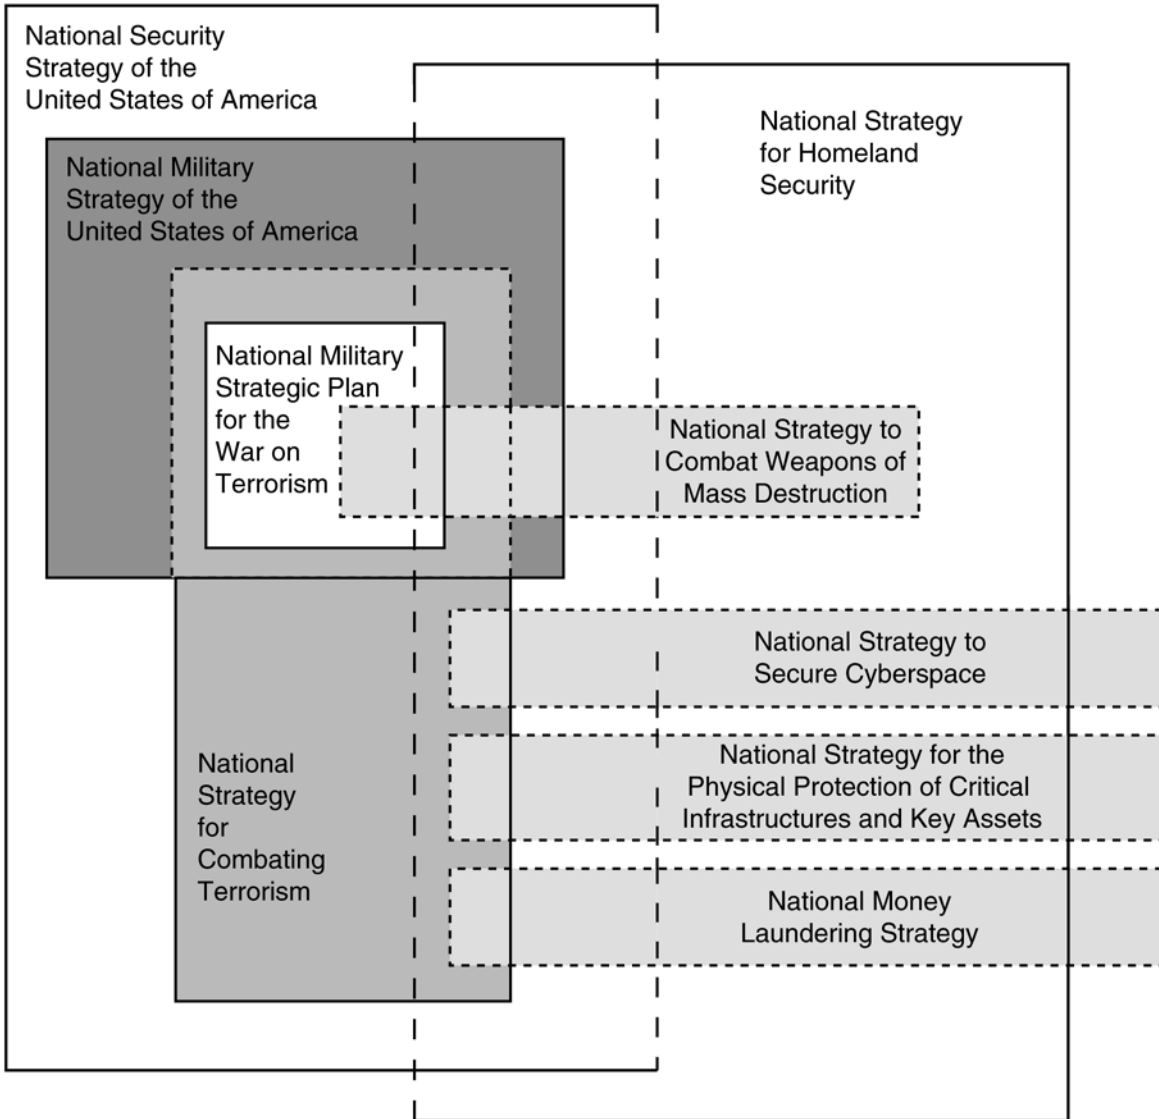 National Security
Strategy of the
United States of America
National Strategy
for Homeland
Security
National Military
Strategy of the
United States of America
National Military
Strategic Plan
for the
War on
Terrorism
National Strategy to
Combat Weapons of
Mass Destruction
National Strategy to
Secure Cyberspace
National Strategy for the
Physical Protection of Critical
Infrastructures and Key Assets
National
Strategy
for
Combating
Terrorism
National Money
Laundering Strategy